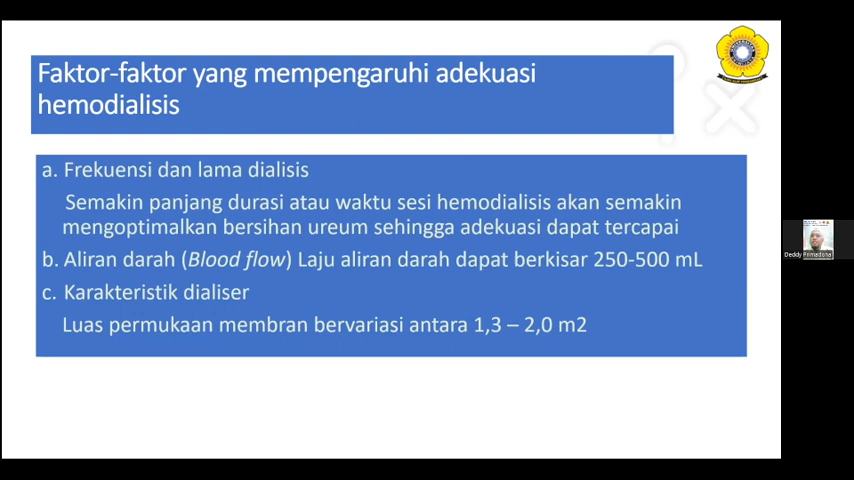 Faktor-faktor yang mempengaruhi adekuasi
hemodialisis
a. Frekuensi dan lama dialisis
Semakin panjang durasi atau waktu sesi hemodialisis akan semakin
mengoptimalkan bersihan ureum sehingga adekuasi dapat tercapai
b. Aliran darah (Blood flow) Laju aliran darah dapat berkisar 250-500 mL
c. Karakteristik dialiser
Luas permukaan membran bervariasi antara 1,3 – 2,0 m2
Deddy Primadona